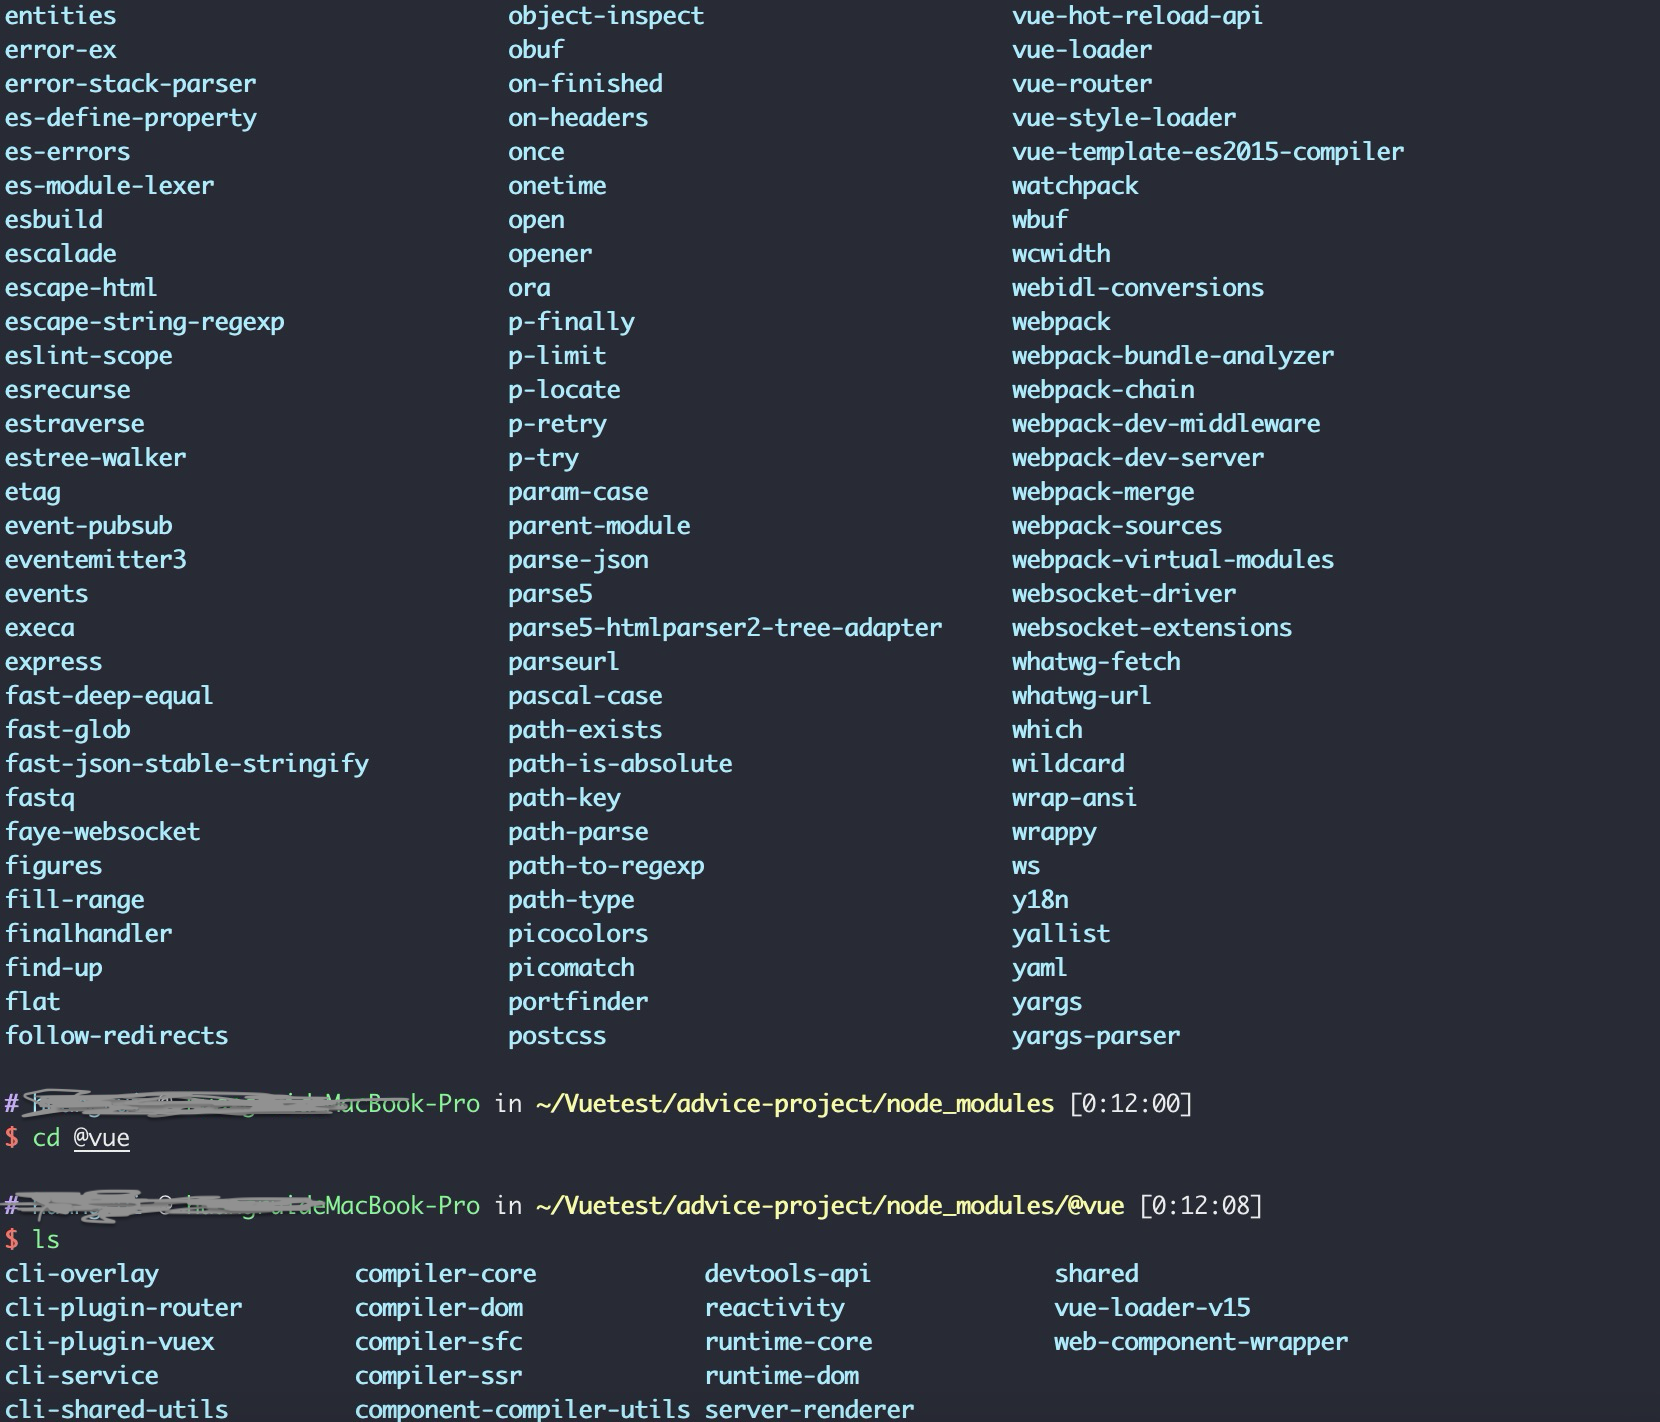 entities object-inspect vue-hot-reload-api
error-ex obuf vue-loader
error-stack-parser on-finished vue-router
es-define-property on-headers vue-style-loader
es-errors once vue-template-es2015-compiler
es-module-lexer onetime watchpack
esbuild open wbuf
escalade opener wcwidth
escape-html ora webidl-conversions
escape-string-regexp p-finally webpack
eslint-scope p-limit webpack-bundle-analyzer
esrecurse p-locate webpack-chain
estraverse p-retry webpack-dev-middleware
estree-walker p-try webpack-dev-server
etag param-case webpack-merge
event-pubsub parent-module webpack-sources
eventemitter3 parse-json webpack-virtual-modules
events parse5 websocket-driver
execa parse5-htmlparser2-tree-adapter websocket-extensions
express parseurl whatwg-fetch
fast-deep-equal pascal-case whatwg-url
fast-glob path-exists which
fast-json-stable-stringify path-is-absolute wildcard
fastq path-key wrap-ansi
faye-websocket path-parse wrappy
figures path-to-regexp ws
fill-range path-type y18n
finalhandler picocolors yallist
find-up picomatch yaml
flat portfinder yargs
follow-redirects postcss yargs-parser
# MacBook-Pro in ~/Vuetest/advice-project/node_modules [0:12:00]
$ cd @vue
# MacBook-Pro in ~/Vuetest/advice-project/node_modules/@vue [0:12:08]
$ ls
cli-overlay compiler-core devtools-api shared
cli-plugin-router compiler-dom reactivity vue-loader-v15
cli-plugin-vuex compiler-sfc runtime-core web-component-wrapper
cli-service compiler-ssr runtime-dom
cli-shared-utils component-compiler-utils server-renderer